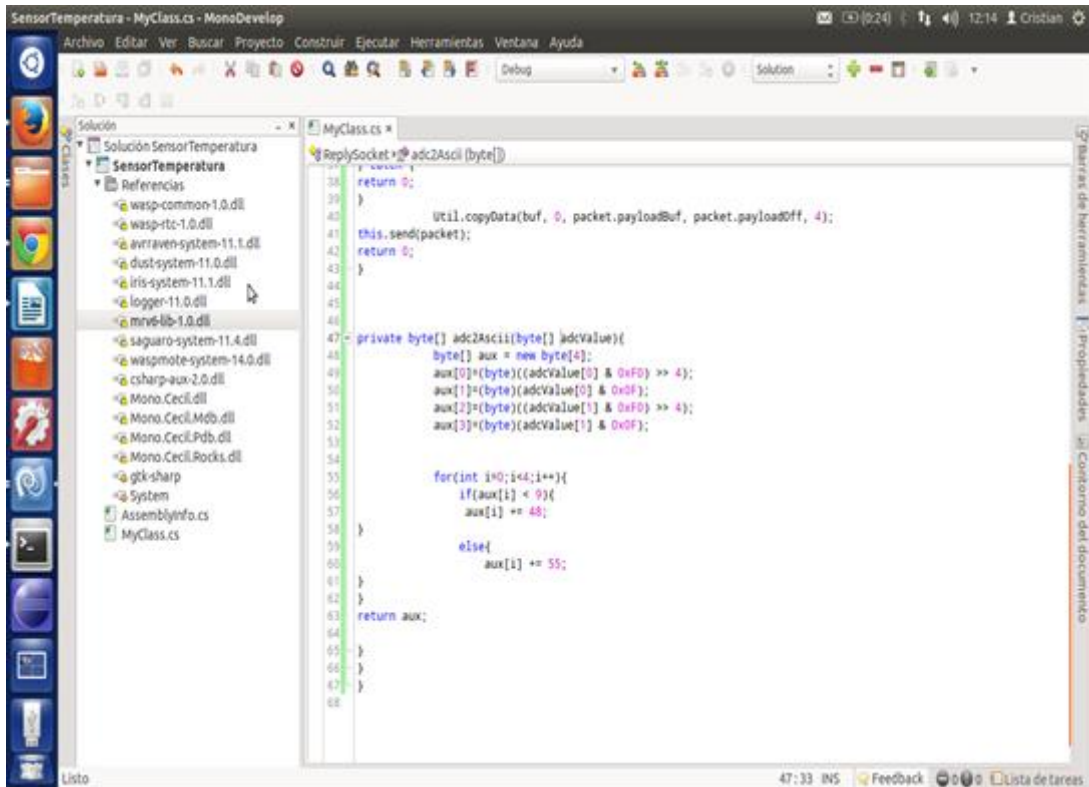 SensorTemperatura - MyClass.cs - MonoDevelop
(0:24) 12:14 Cristian
Archivo Editar Ver Buscar Proyecto Construir Ejecutar Herramientas Ventana Ayuda
Debug Solution
Clases
Solución
Solución SensorTemperatura
SensorTemperatura
Referencias
wasp-common-1.0.dll
wasp-rtc-1.0.dll
avrraven-system-11.1.dll
dust-system-11.0.dll
iris-system-11.1.dll
logger-11.0.dll
mrv6-lib-1.0.dll
saguaro-system-11.4.dll
waspmote-system-14.0.dll
csharp-aux-2.0.dll
Mono.Cecil.dll
Mono.Cecil.Mdb.dll
Mono.Cecil.Pdb.dll
Mono.Cecil.Rocks.dll
gtk-sharp
System
AssemblyInfo.cs
MyClass.cs
MyClass.cs
ReplySocket adc2Ascii (byte[])
38 return 0;
39 }
40 Util.copyData(buf, 0, packet.payloadBuf, packet.payloadOff, 4);
41 this.send(packet);
42 return 0;
43 }
44
45
46
47 private byte[] adc2Ascii(byte[] adcValue){
48 byte[] aux = new byte[4];
49 aux[0]=(byte)((adcValue[0] & 0xF0) >> 4);
50 aux[1]=(byte)(adcValue[0] & 0x0F);
51 aux[2]=(byte)((adcValue[1] & 0xF0) >> 4);
52 aux[3]=(byte)(adcValue[1] & 0x0F);
53
54
55 for(int i=0;i<4;i++){
56 if(aux[i] < 9){
57 aux[i] += 48;
58 }
59 else{
60 aux[i] += 55;
61 }
62 }
63 return aux;
64
65 }
66 }
67 }
68
Barras de herramientas
Propiedades
Contorno del documento
Listo
47:33 INS Feedback 0 0 Lista de tareas